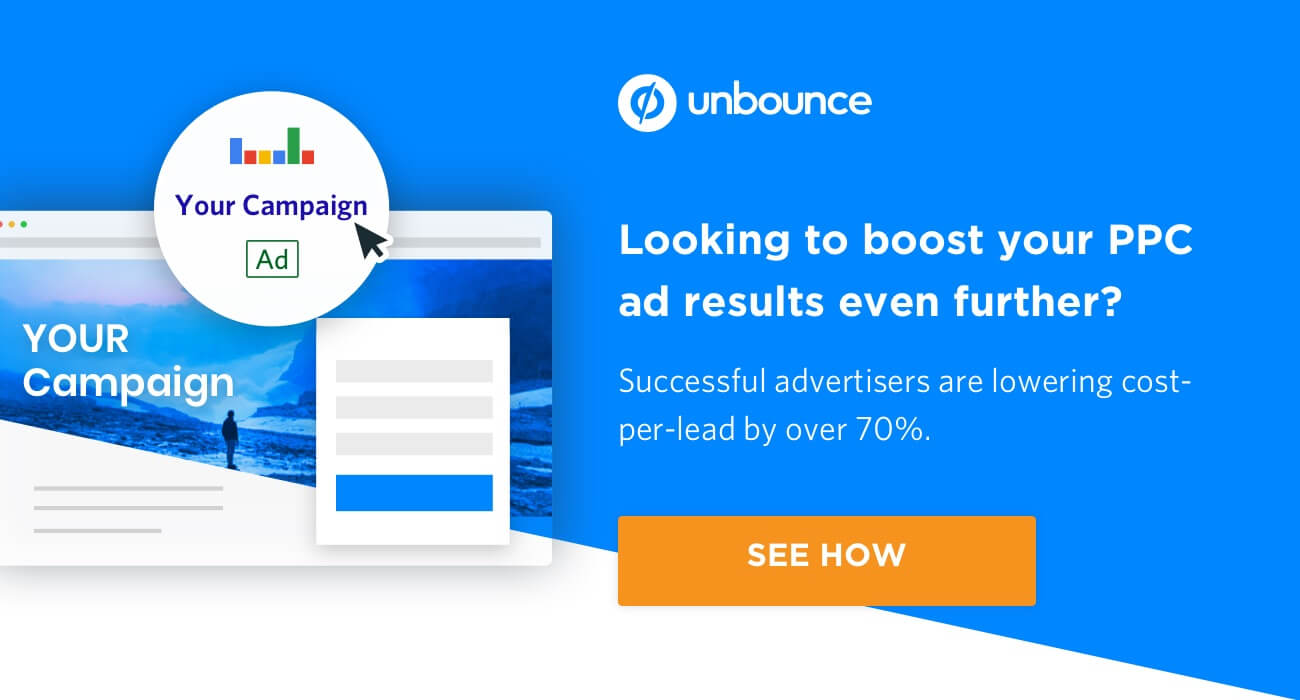 unbounce
Your Campaign
Ad
YOUR
Campaign
Looking to boost your PPC
ad results even further?
Successful advertisers are lowering cost-
per-lead by over 70%.
SEE HOW